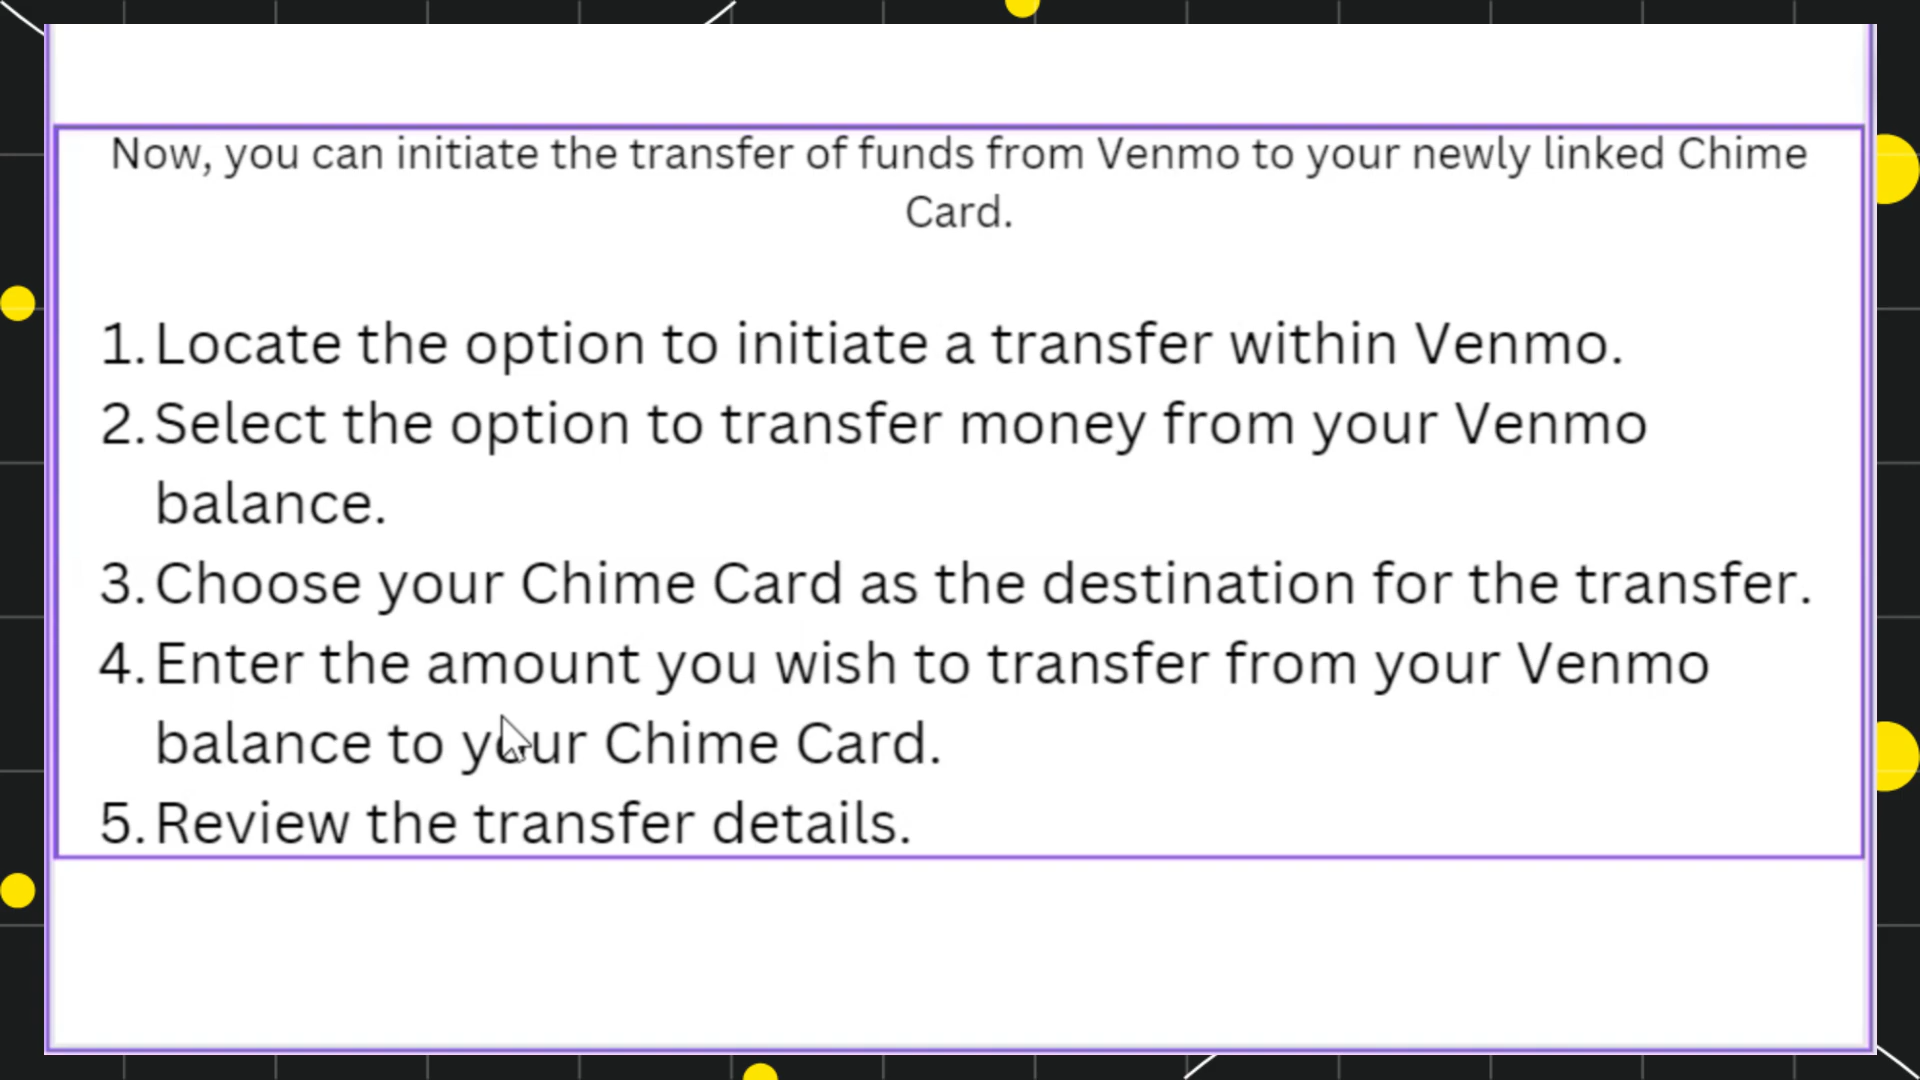 Now, you can initiate the transfer of funds from Venmo to your newly linked Chime
Card.
1. Locate the option to initiate a transfer within Venmo.
2. Select the option to transfer money from your Venmo
balance.
3. Choose your Chime Card as the destination for the transfer.
4. Enter the amount you wish to transfer from your Venmo
balance to your Chime Card.
5. Review the transfer details.